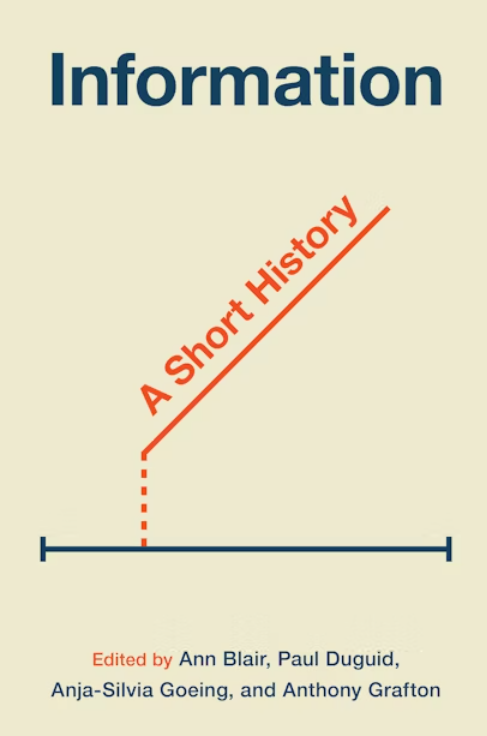 Information
A Short History
Edited by Ann Blair, Paul Duguid,
Anja-Silvia Goeing, and Anthony Grafton